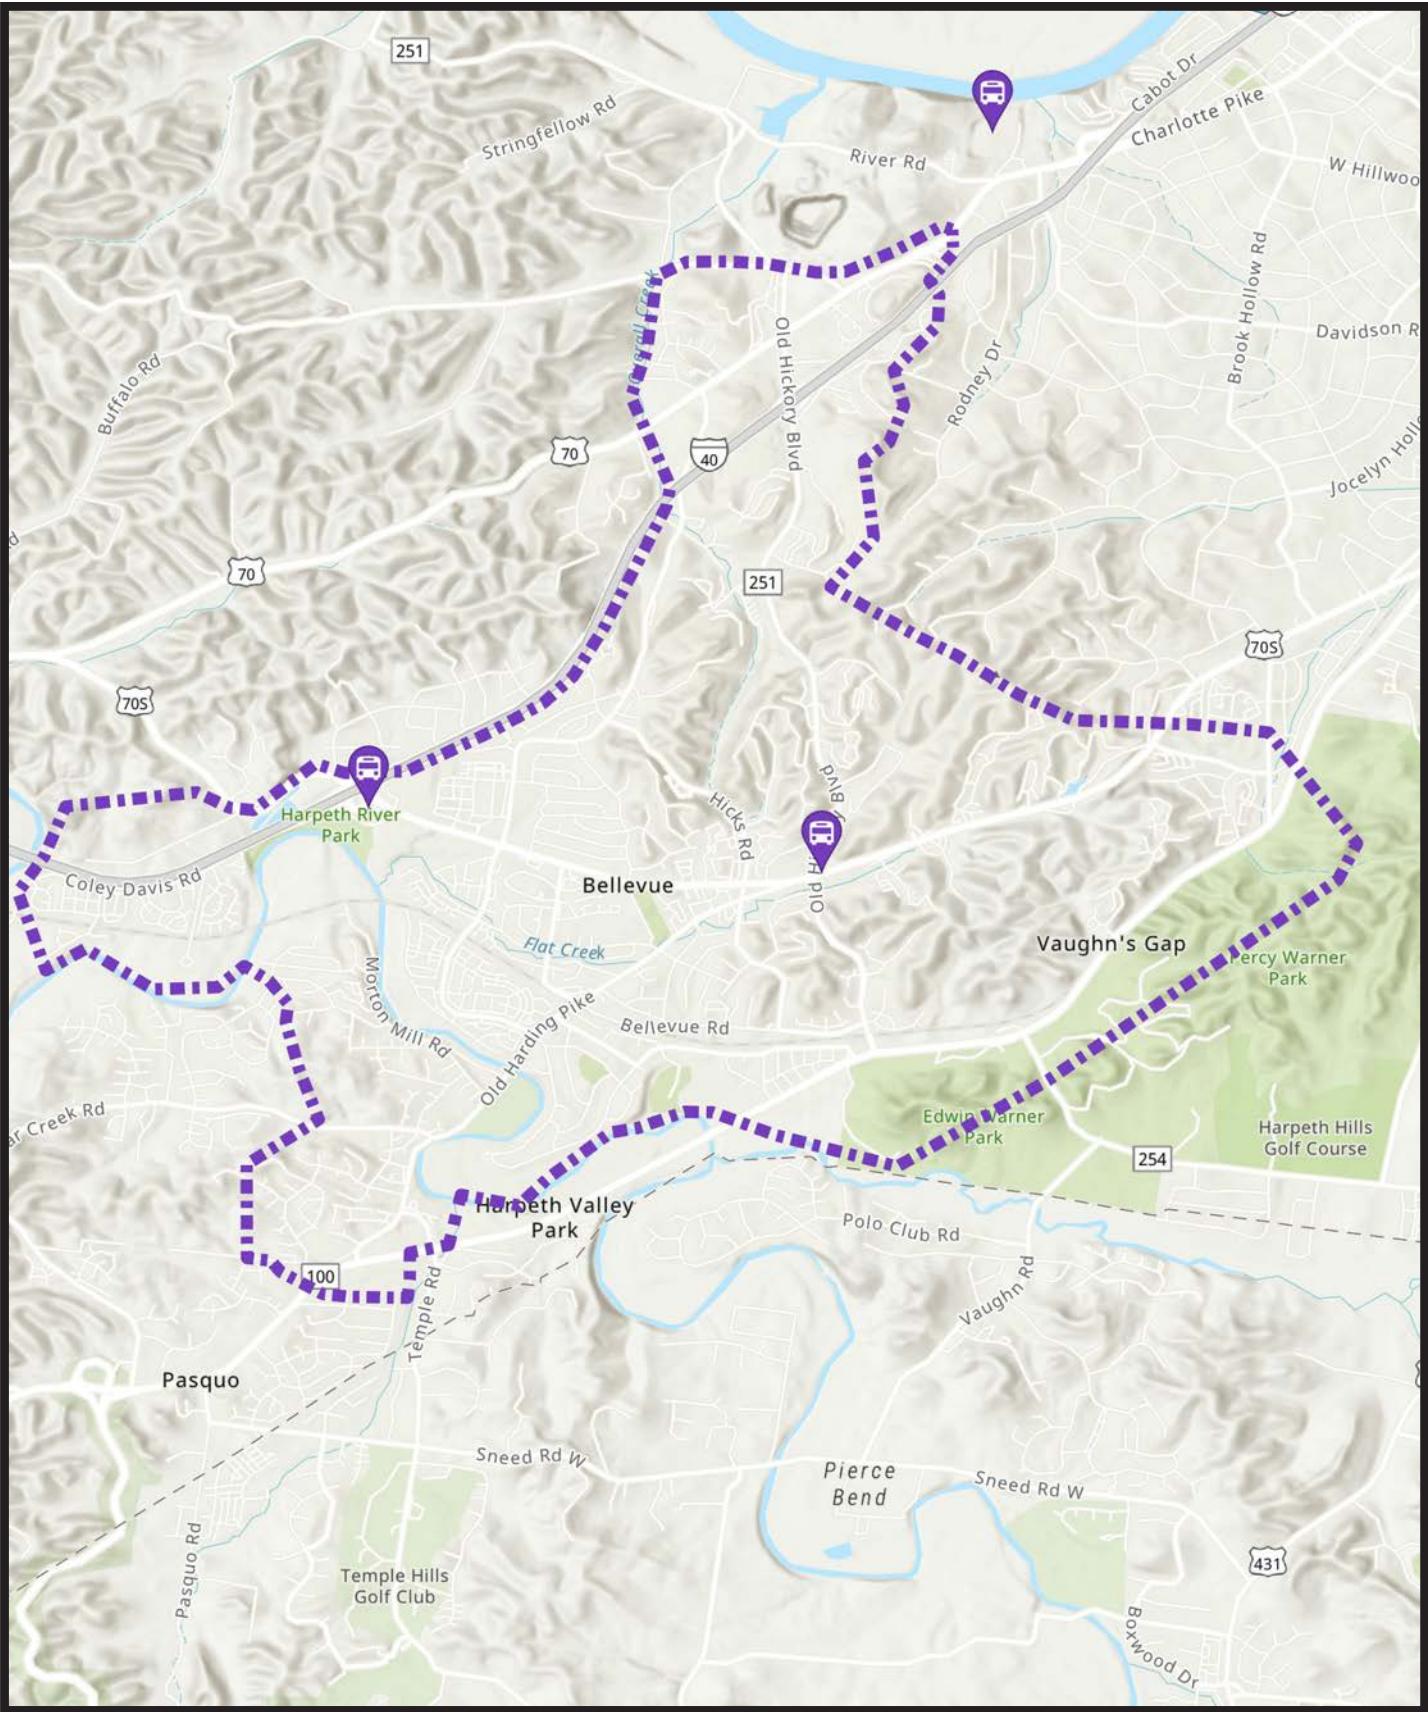 251
Stringfellow Rd
River Rd
Cabot Dr
Charlotte Pike
W Hillwoo
Buffalo Rd
Old Hickory Blvd
Rodney Dr
Brook Hollow Rd
Davidson R
70
40
Jocelyn Holl
70
251
70S
70S
Harpeth River
Park
Coley Davis Rd
Bellevue
Hicks Rd
Blvd
Old Hi
Flat Creek
Vaughn's Gap
Percy Warner
Park
Morton Mill Rd
Old Harding Pike
Bellevue Rd
ar Creek Rd
Edwin Warner
Park
Harpeth Hills
Golf Course
254
Harpeth Valley
Park
Polo Club Rd
100
Temple Rd
Vaughn Rd
Pasquo
Sneed Rd W
Pierce
Bend
Sneed Rd W
Pasquo Rd
Temple Hills
Golf Club
431
Boxwood Dr